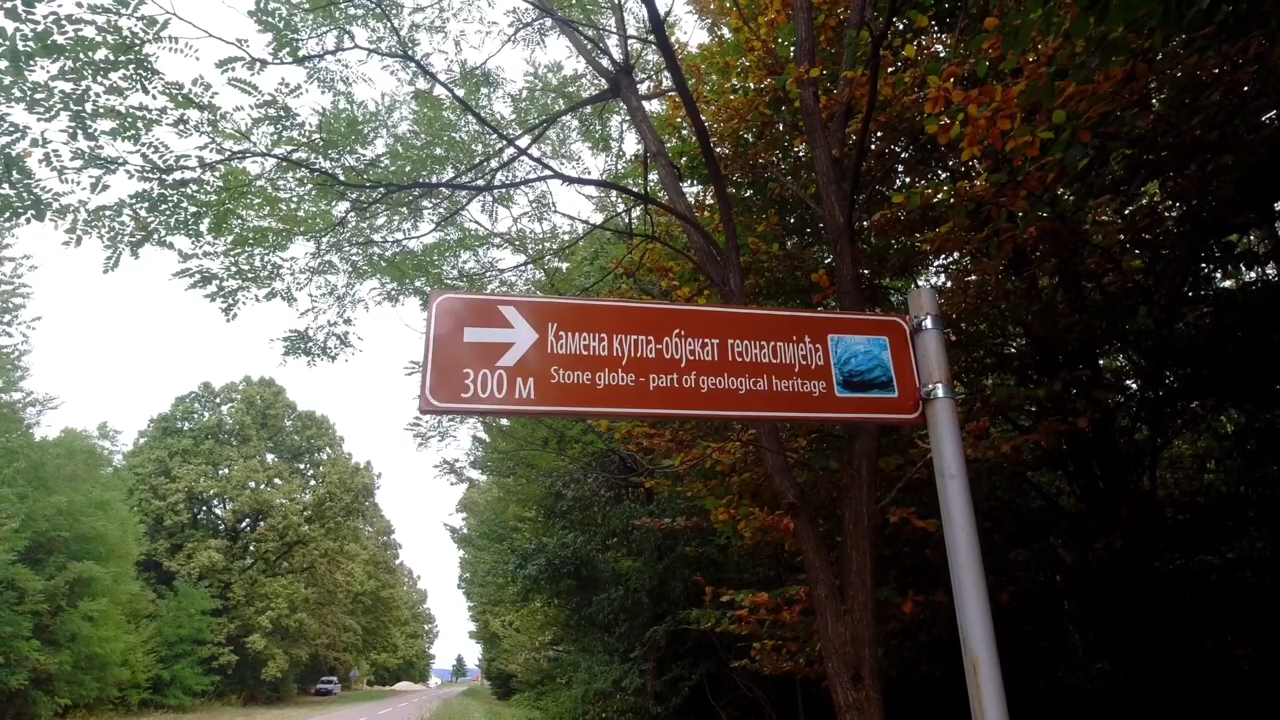 Камена кугла-објекат геонаслијеђа
Stone globe - part of geological heritage
300 м